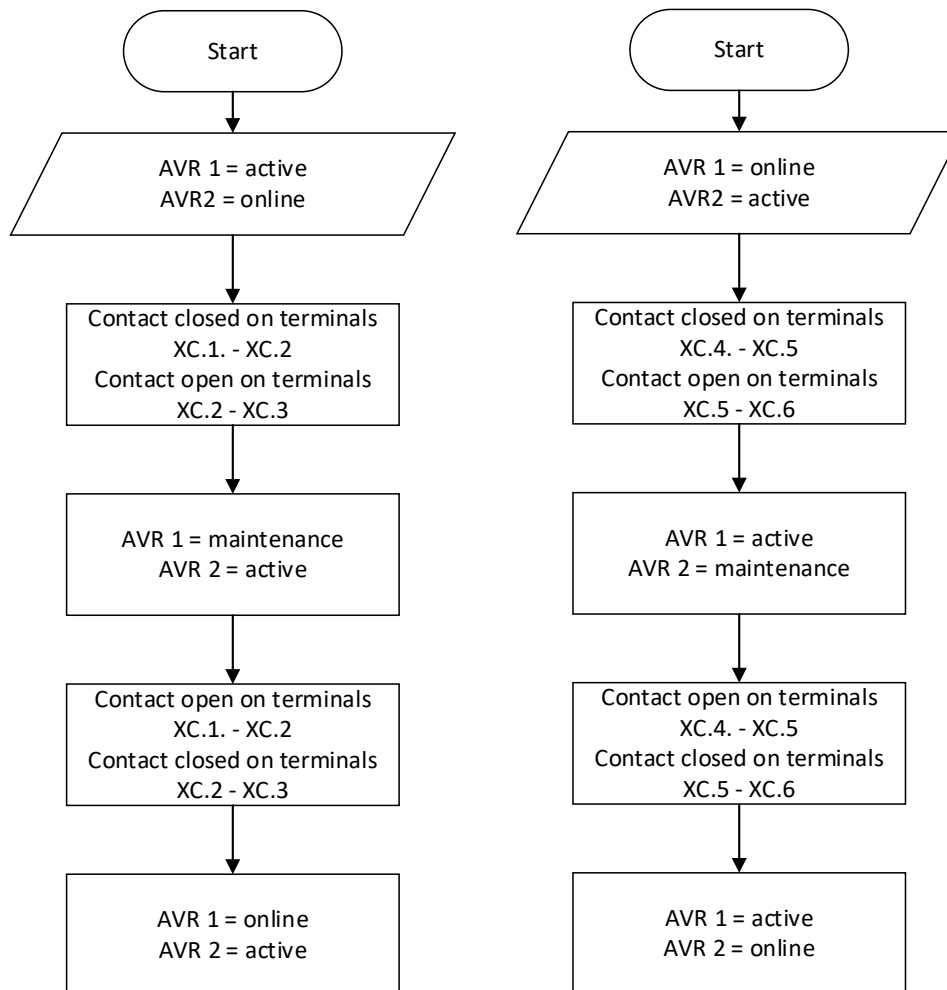 Start
AVR 1 = active
AVR2 = online
Contact closed on terminals
XC.1. - XC.2
Contact open on terminals
XC.2 - XC.3
AVR 1 = maintenance
AVR 2 = active
Contact open on terminals
XC.1. - XC.2
Contact closed on terminals
XC.2 - XC.3
AVR 1 = online
AVR 2 = active
Start
AVR 1 = online
AVR2 = active
Contact closed on terminals
XC.4. - XC.5
Contact open on terminals
XC.5 - XC.6
AVR 1 = active
AVR 2 = maintenance
Contact open on terminals
XC.4. - XC.5
Contact closed on terminals
XC.5 - XC.6
AVR 1 = active
AVR 2 = online